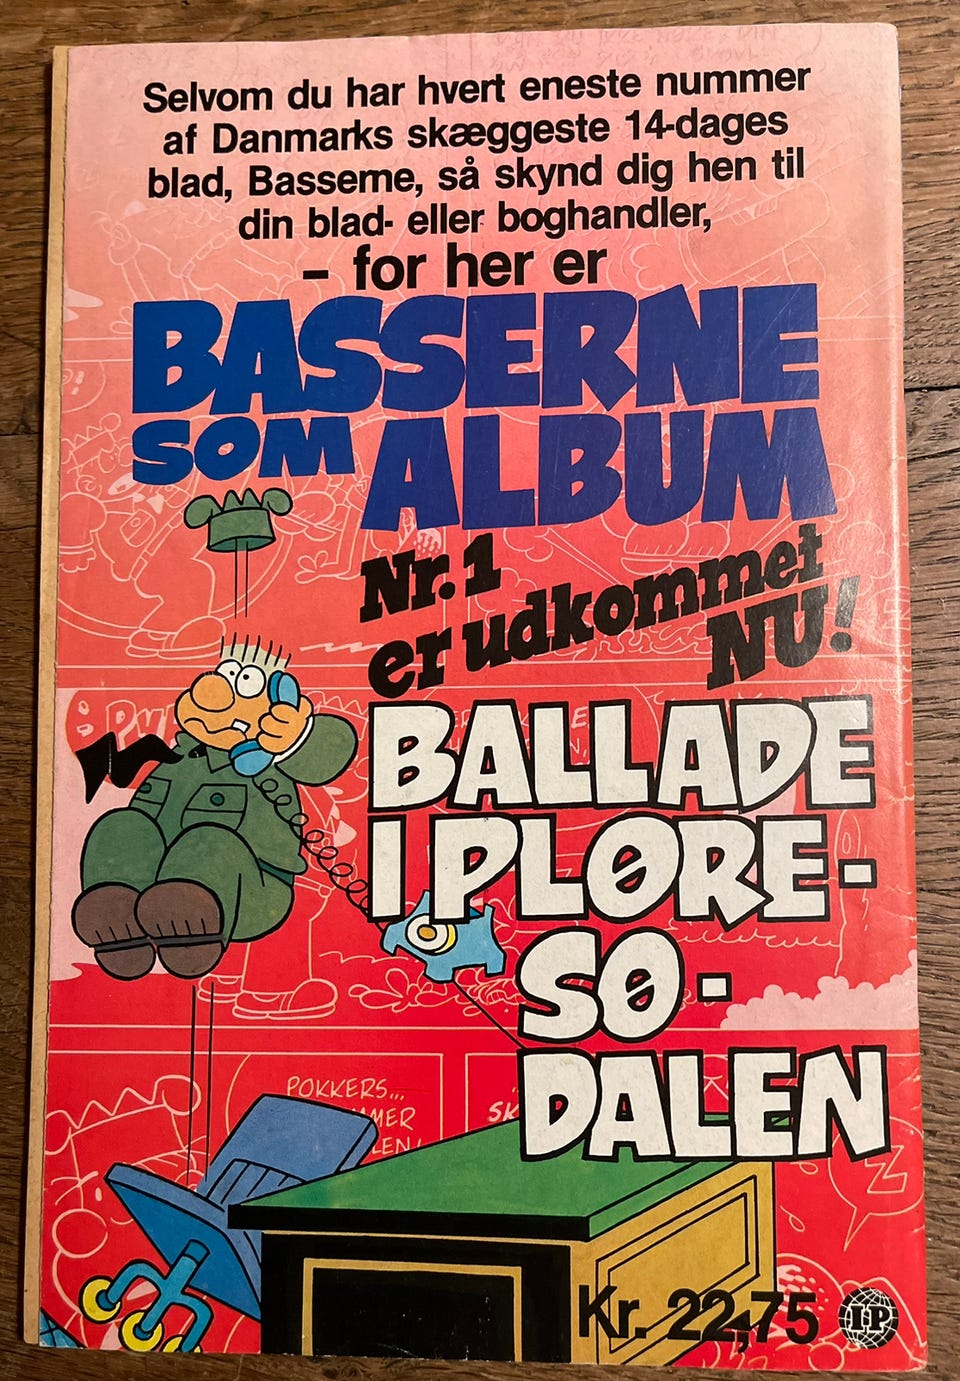 Selvom du har hvert eneste nummer
af Danmarks skæggeste 14-dages
blad, Basserne, så skynd dig hen til
din blad- eller boghandler,
– for her er
BASSERNE
SOM ALBUM
Nr. 1
er udkommet
NU!
BALLADE
I PLØRE-
SØ-
DALEN
POKKERS...
Kr. 22,75
IP